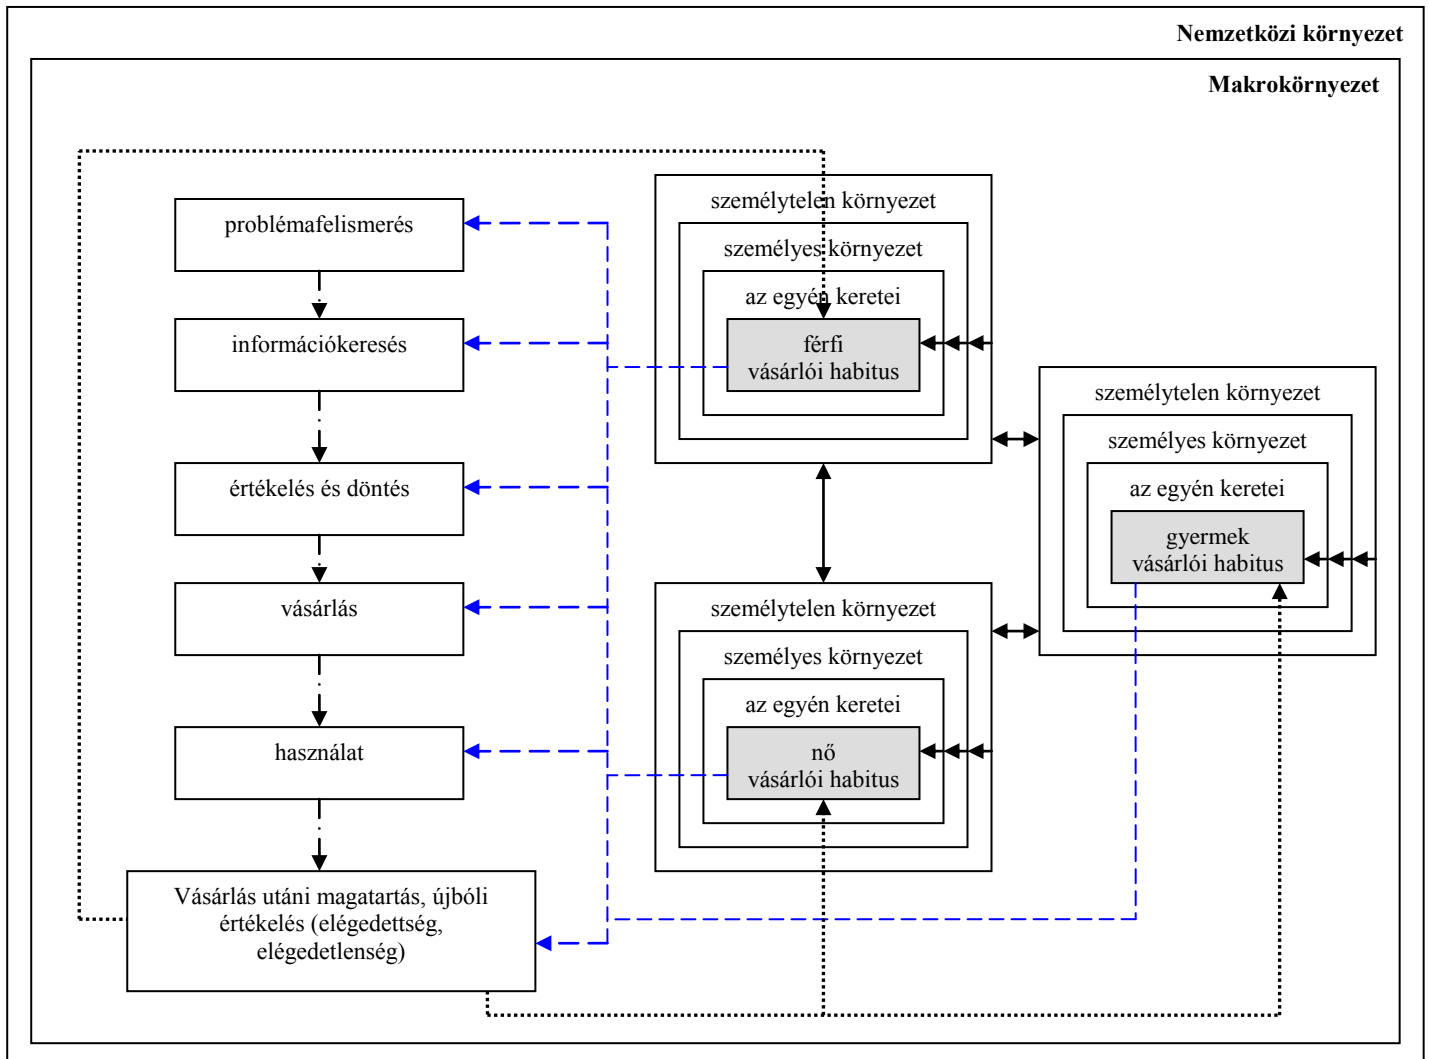 Nemzetközi környezet
Makrokörnyezet
problémafelismerés
információkeresés
értékelés és döntés
vásárlás
használat
Vásárlás utáni magatartás, újbóli
értékelés (elégedettség,
elégedetlenség)
személytelen környezet
személyes környezet
az egyén keretei
férfi
vásárlói habitus
személytelen környezet
személyes környezet
az egyén keretei
nő
vásárlói habitus
személytelen környezet
személyes környezet
az egyén keretei
gyermek
vásárlói habitus